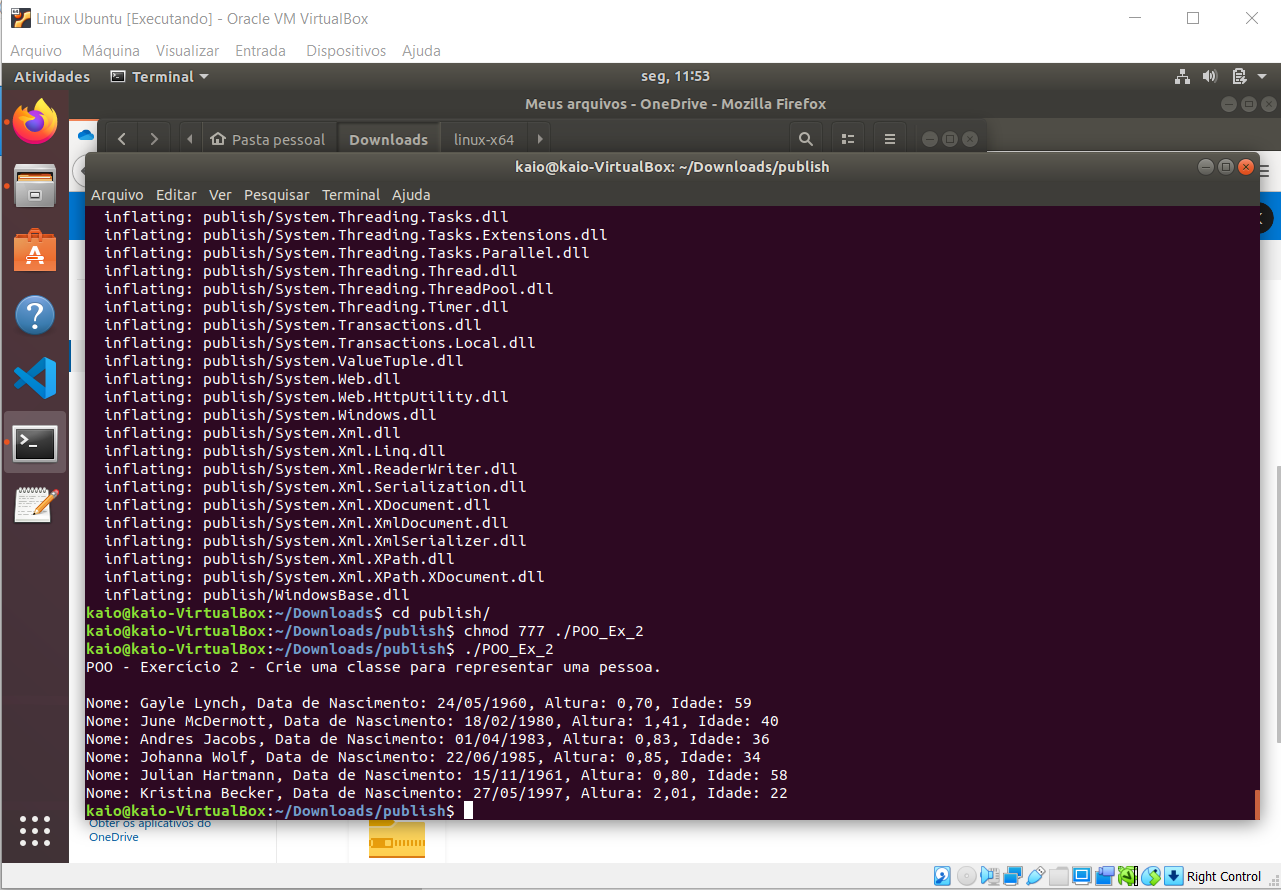 Linux Ubuntu [Executando] - Oracle VM VirtualBox
Arquivo Máquina Visualizar Entrada Dispositivos Ajuda
Atividades Terminal seg, 11:53
Meus arquivos - OneDrive - Mozilla Firefox
Pasta pessoal Downloads linux-x64
kaio@kaio-VirtualBox: ~/Downloads/publish
Arquivo Editar Ver Pesquisar Terminal Ajuda
inflating: publish/System.Threading.Tasks.dll
inflating: publish/System.Threading.Tasks.Extensions.dll
inflating: publish/System.Threading.Tasks.Parallel.dll
inflating: publish/System.Threading.Thread.dll
inflating: publish/System.Threading.ThreadPool.dll
inflating: publish/System.Threading.Timer.dll
inflating: publish/System.Transactions.dll
inflating: publish/System.Transactions.Local.dll
inflating: publish/System.ValueTuple.dll
inflating: publish/System.Web.dll
inflating: publish/System.Web.HttpUtility.dll
inflating: publish/System.Windows.dll
inflating: publish/System.Xml.dll
inflating: publish/System.Xml.Linq.dll
inflating: publish/System.Xml.ReaderWriter.dll
inflating: publish/System.Xml.Serialization.dll
inflating: publish/System.Xml.XDocument.dll
inflating: publish/System.Xml.XmlDocument.dll
inflating: publish/System.Xml.XmlSerializer.dll
inflating: publish/System.Xml.XPath.dll
inflating: publish/System.Xml.XPath.XDocument.dll
inflating: publish/WindowsBase.dll
kaio@kaio-VirtualBox:~/Downloads$ cd publish/
kaio@kaio-VirtualBox:~/Downloads/publish$ chmod 777 ./POO_Ex_2
kaio@kaio-VirtualBox:~/Downloads/publish$ ./POO_Ex_2
POO - Exercicio 2 - Crie uma classe para representar uma pessoa.
Nome: Gayle Lynch, Data de Nascimento: 24/05/1960, Altura: 0,70, Idade: 59
Nome: June McDermott, Data de Nascimento: 18/02/1980, Altura: 1,41, Idade: 40
Nome: Andres Jacobs, Data de Nascimento: 01/04/1983, Altura: 0,83, Idade: 36
Nome: Johanna Wolf, Data de Nascimento: 22/06/1985, Altura: 0,85, Idade: 34
Nome: Julian Hartmann, Data de Nascimento: 15/11/1961, Altura: 0,80, Idade: 58
Nome: Kristina Becker, Data de Nascimento: 27/05/1997, Altura: 2,01, Idade: 22
kaio@kaio-VirtualBox:~/Downloads/publish$
Obter os aplicativos do
OneDrive
Right Control